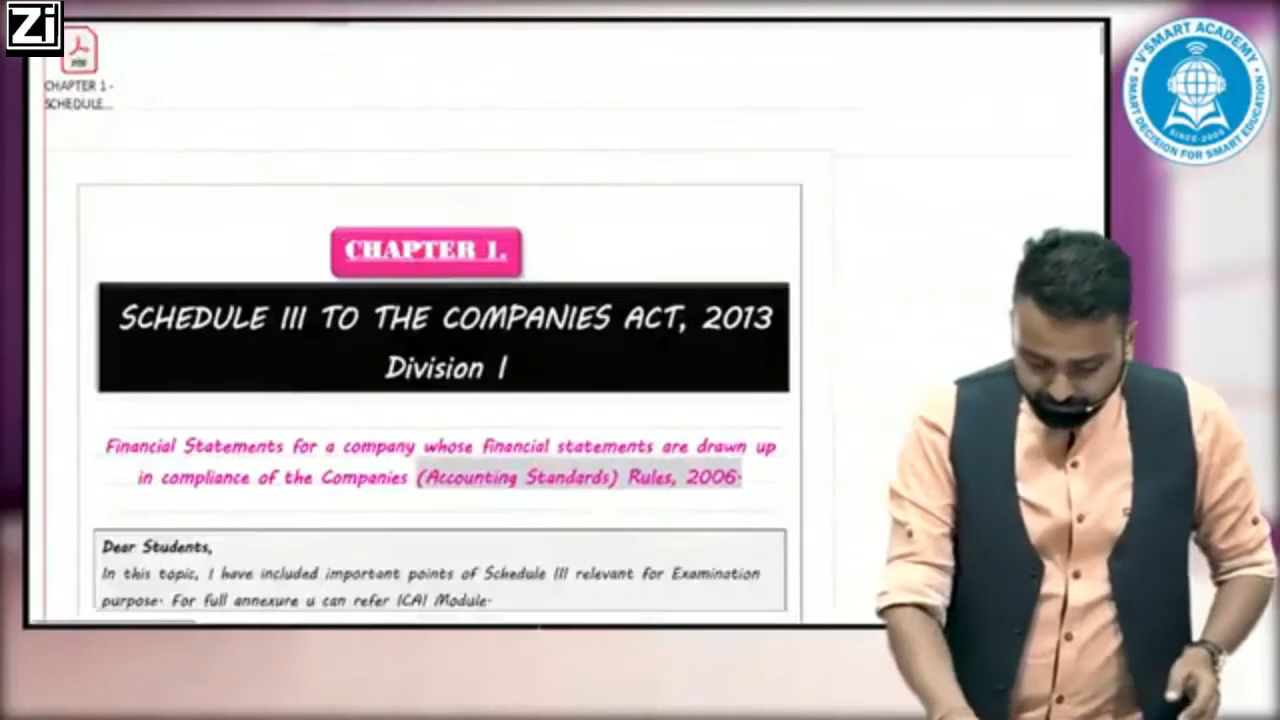 Zi
PDF
CHAPTER 1 -
SCHEDULE...
V'SMART ACADEMY
SMART DECISION FOR SMART EDUCATION
SINCE-2005
CHAPTER 1.
SCHEDULE III TO THE COMPANIES ACT, 2013
Division I
Financial Statements for a company whose financial statements are drawn up
in compliance of the Companies (Accounting Standards) Rules, 2006.
Dear Students,
In this topic, I have included important points of Schedule III relevant for Examination
purpose. For full annexure u can refer ICAI Module.